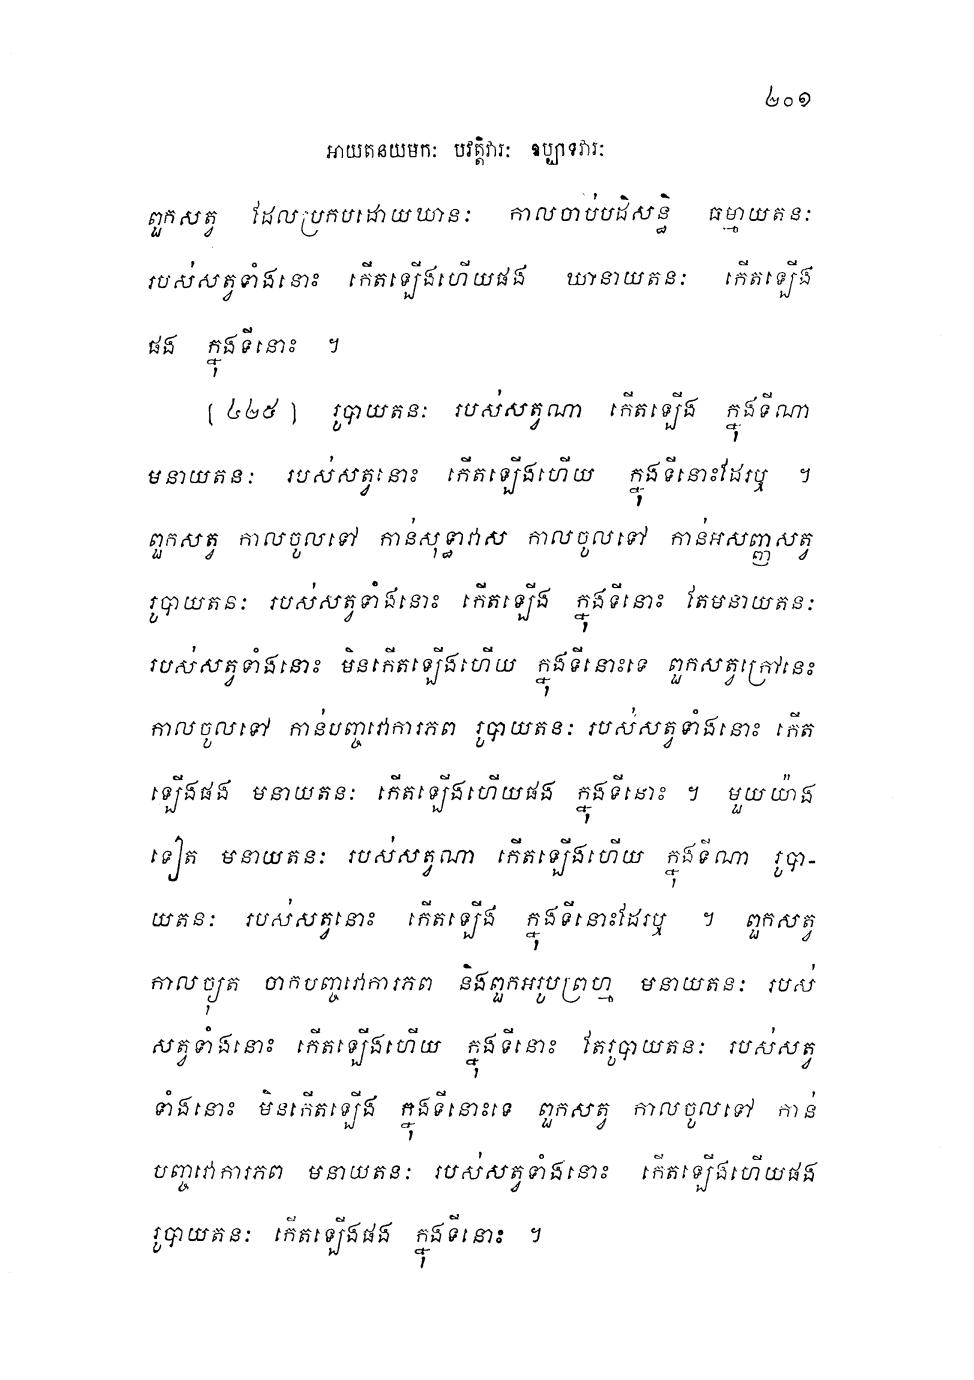 ២០១
អាយតនយមកៈ បវត្តិវារៈ ឧប្បាទវារៈ
ពួកសត្វ ដែលប្រកបដោយឃានៈ កាលចាប់បដិសន្ធិ ធម្មាយតនៈ
របស់សត្វទាំងនោះ កើតឡើងហើយផង ឃានាយតនៈ កើតឡើង
ផង ក្នុងទីនោះ ។
(៤២៥) រូបាយតនៈ របស់សត្វណា កើតឡើង ក្នុងទីណា
មនាយតនៈ របស់សត្វនោះ កើតឡើងហើយ ក្នុងទីនោះដែរឬ ។
ពួកសត្វ កាលចូលទៅ កាន់សុទ្ធាវាស កាលចូលទៅ កាន់អសញ្ញសត្វ
រូបាយតនៈ របស់សត្វទាំងនោះ កើតឡើង ក្នុងទីនោះ តែមនាយតនៈ
របស់សត្វទាំងនោះ មិនកើតឡើងហើយ ក្នុងទីនោះទេ ពួកសត្វក្រៅនេះ
កាលចូលទៅ កាន់បញ្ចវោការភព រូបាយតនៈ របស់សត្វទាំងនោះ កើត
ឡើងផង មនាយតនៈ កើតឡើងហើយផង ក្នុងទីនោះ ។ មួយយ៉ាង
ទៀត មនាយតនៈ របស់សត្វណា កើតឡើងហើយ ក្នុងទីណា រូបា-
យតនៈ របស់សត្វនោះ កើតឡើង ក្នុងទីនោះដែរឬ ។ ពួកសត្វ
កាលច្យុត ចាកបញ្ចវោការភព និងពួកអរូបព្រហ្ម មនាយតនៈ របស់
សត្វទាំងនោះ កើតឡើងហើយ ក្នុងទីនោះ តែរូបាយតនៈ របស់សត្វ
ទាំងនោះ មិនកើតឡើង ក្នុងទីនោះទេ ពួកសត្វ កាលចូលទៅ កាន់
បញ្ចវោការភព មនាយតនៈ របស់សត្វទាំងនោះ កើតឡើងហើយផង
រូបាយតនៈ កើតឡើងផង ក្នុងទីនោះ ។